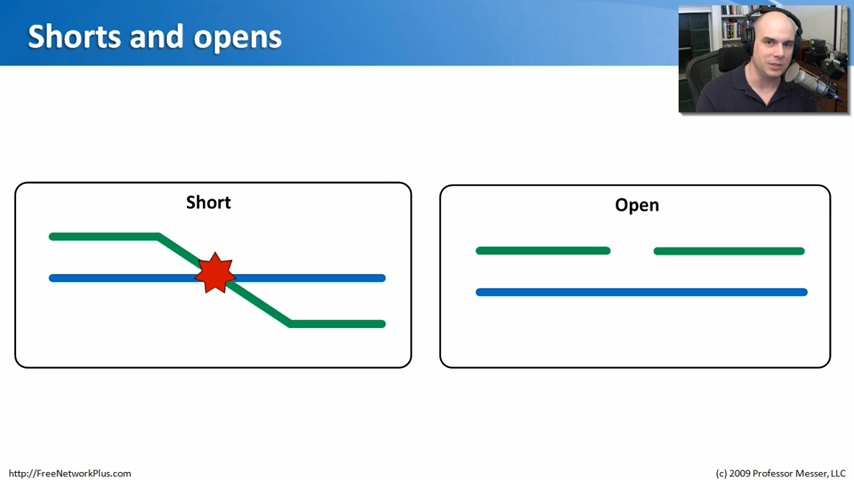 Shorts and opens
Short
Open
http://FreeNetworkPlus.com
(c) 2009 Professor Messer, LLC